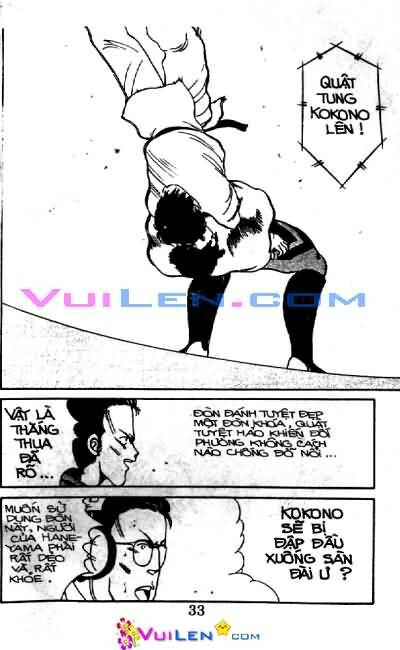 QUẬT
TUNG
KOKONO
LÊN!
VUILEN.COM
VẬT LÀ
THẮNG
THUA
ĐÃ
RÕ...
ĐÒN ĐÁNH TUYỆT ĐẸP
MỘT ĐÒN KHÓA, QUẬT
TUYỆT HẢO KHIẾN ĐỐI
PHƯƠNG KHÔNG CÁCH
NÀO CHỐNG ĐỠ NỔI...
MUỐN SỬ
DỤNG ĐÒN
NÀY, NGƯỜI
CỦA HANE-
YAMA PHẢI
RẤT DẺO
VÀ RẤT
KHỎE.
KOKONO
SẼ BỊ
ĐẬP ĐẦU
XUỐNG SÀN
ĐÀI Ư?
33
VUILEN.COM